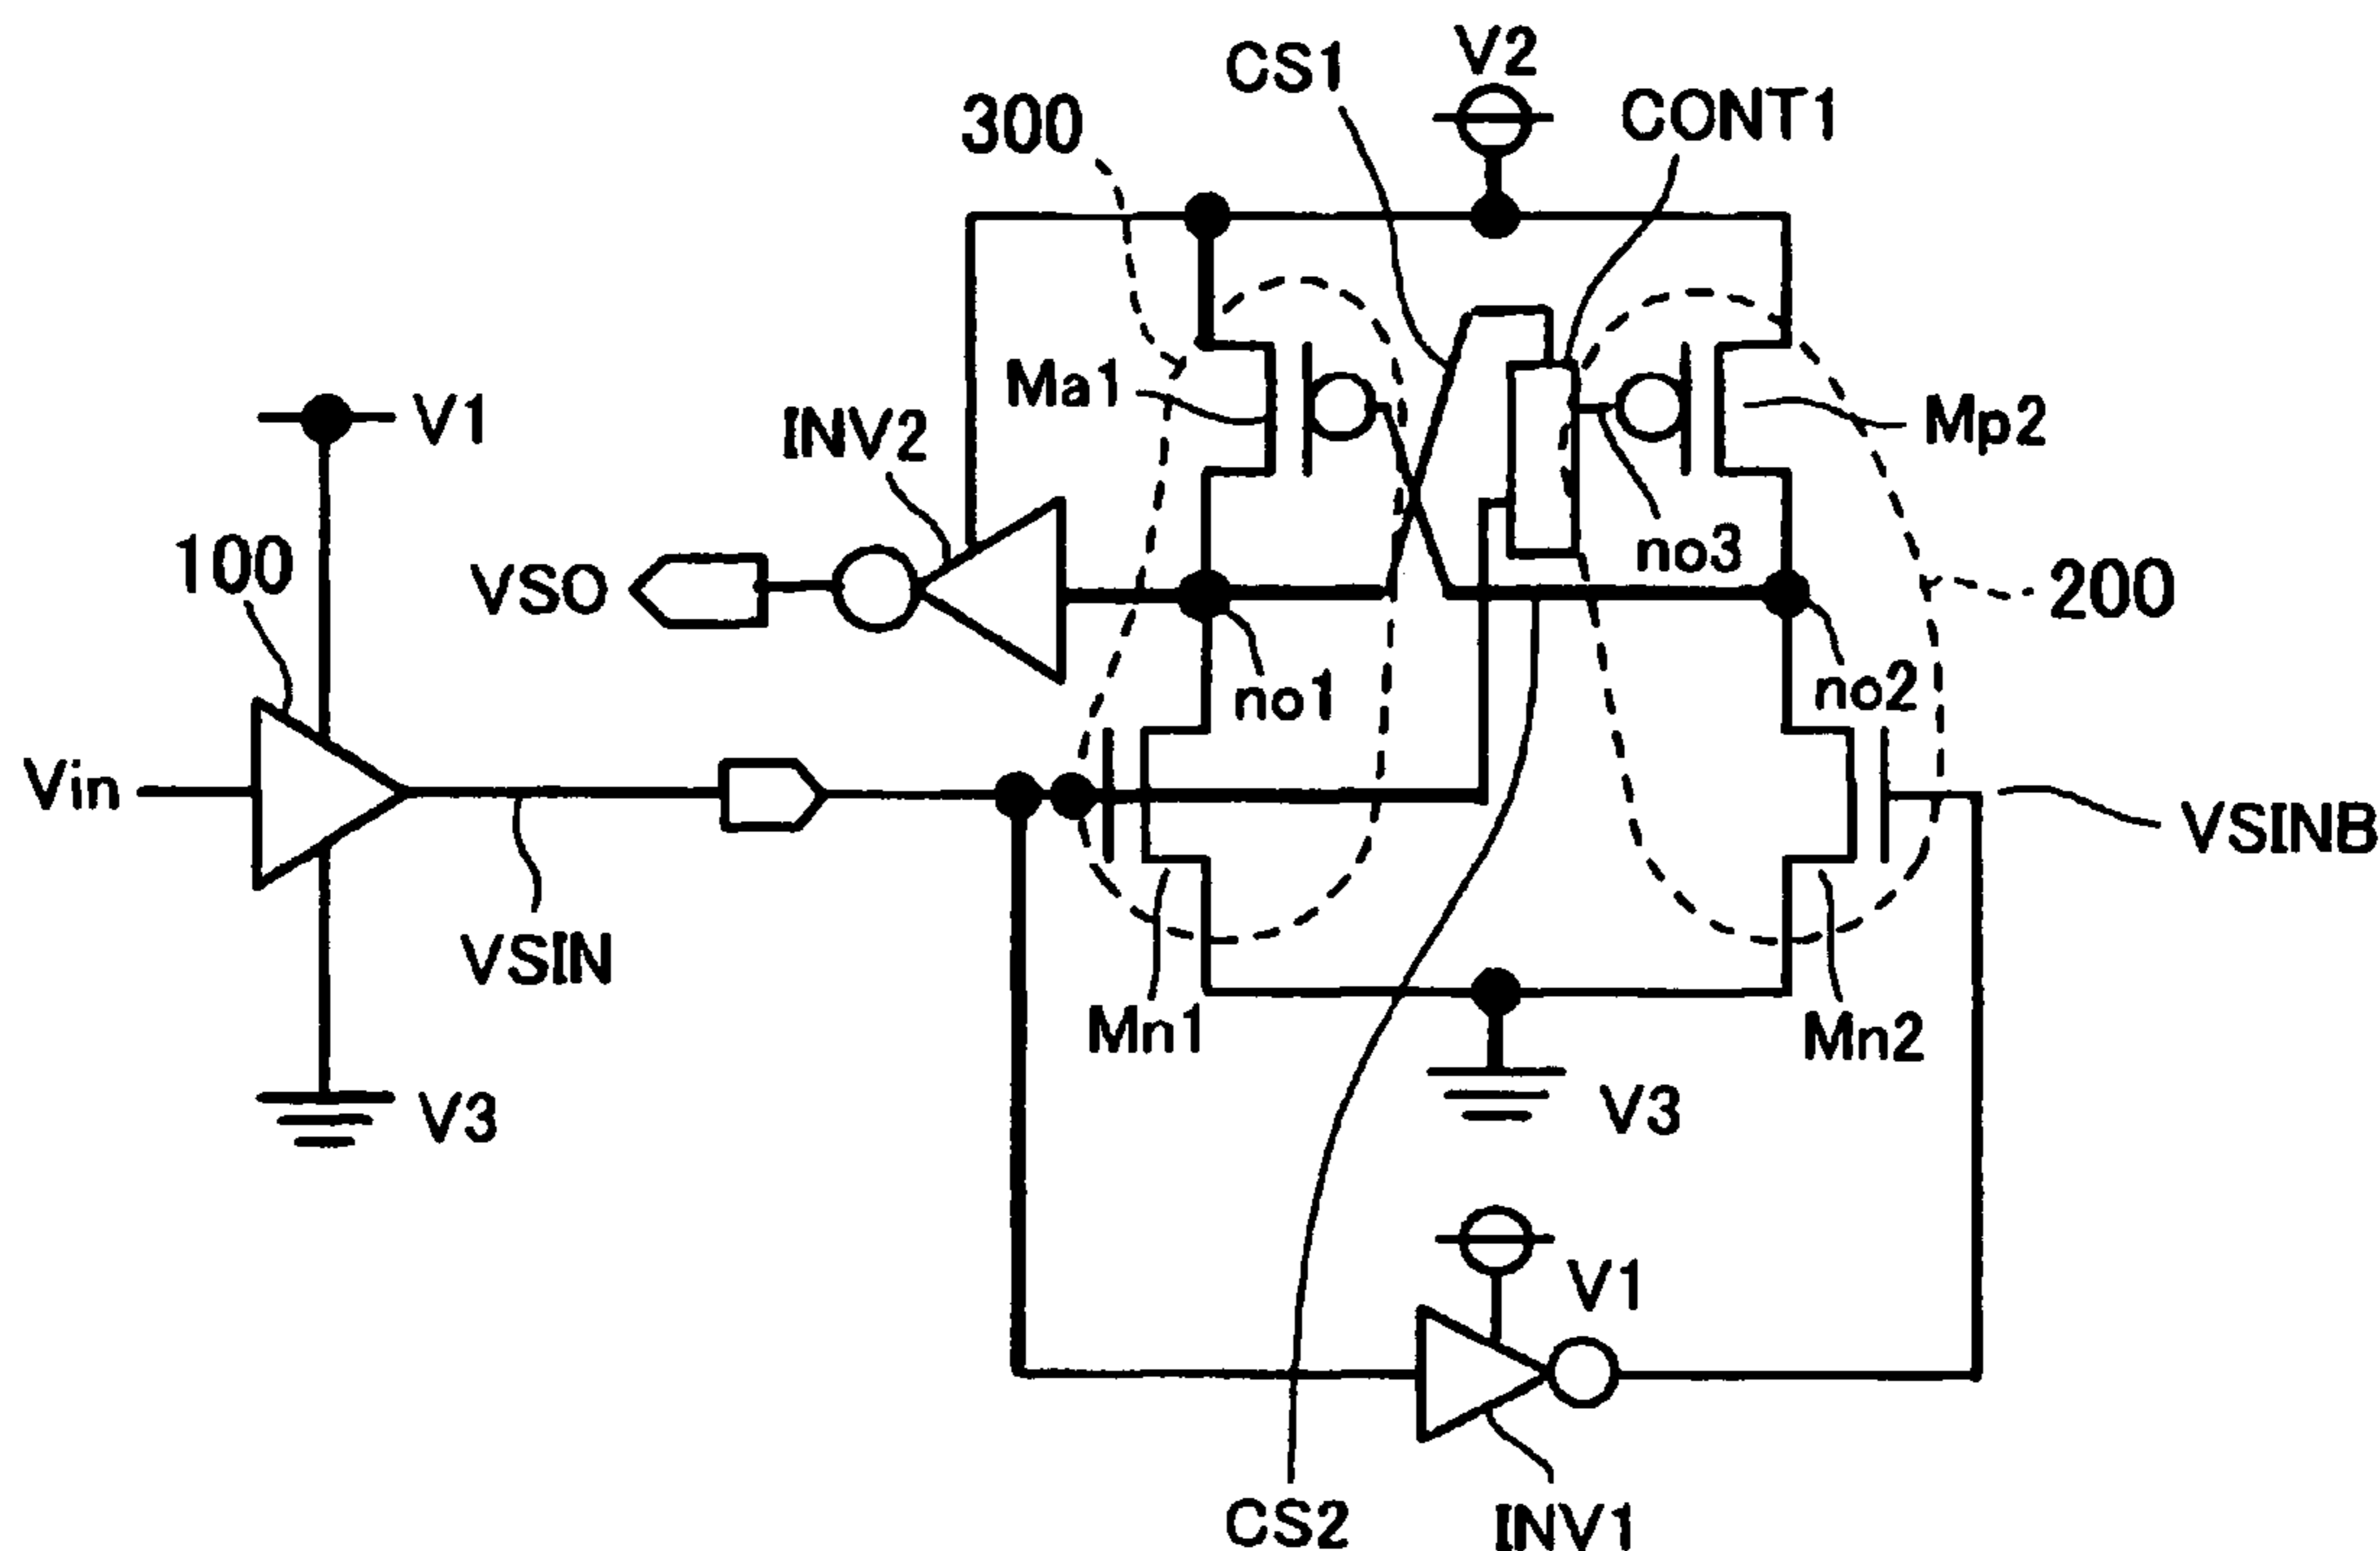 CS1
V2
CONT1
300
V1
INV2
Ma1
Mp2
100
VSO
no3
200
no1
no2
Vin
VSINB
VSIN
Mn1
Mn2
V3
V3
V1
CS2
INV1